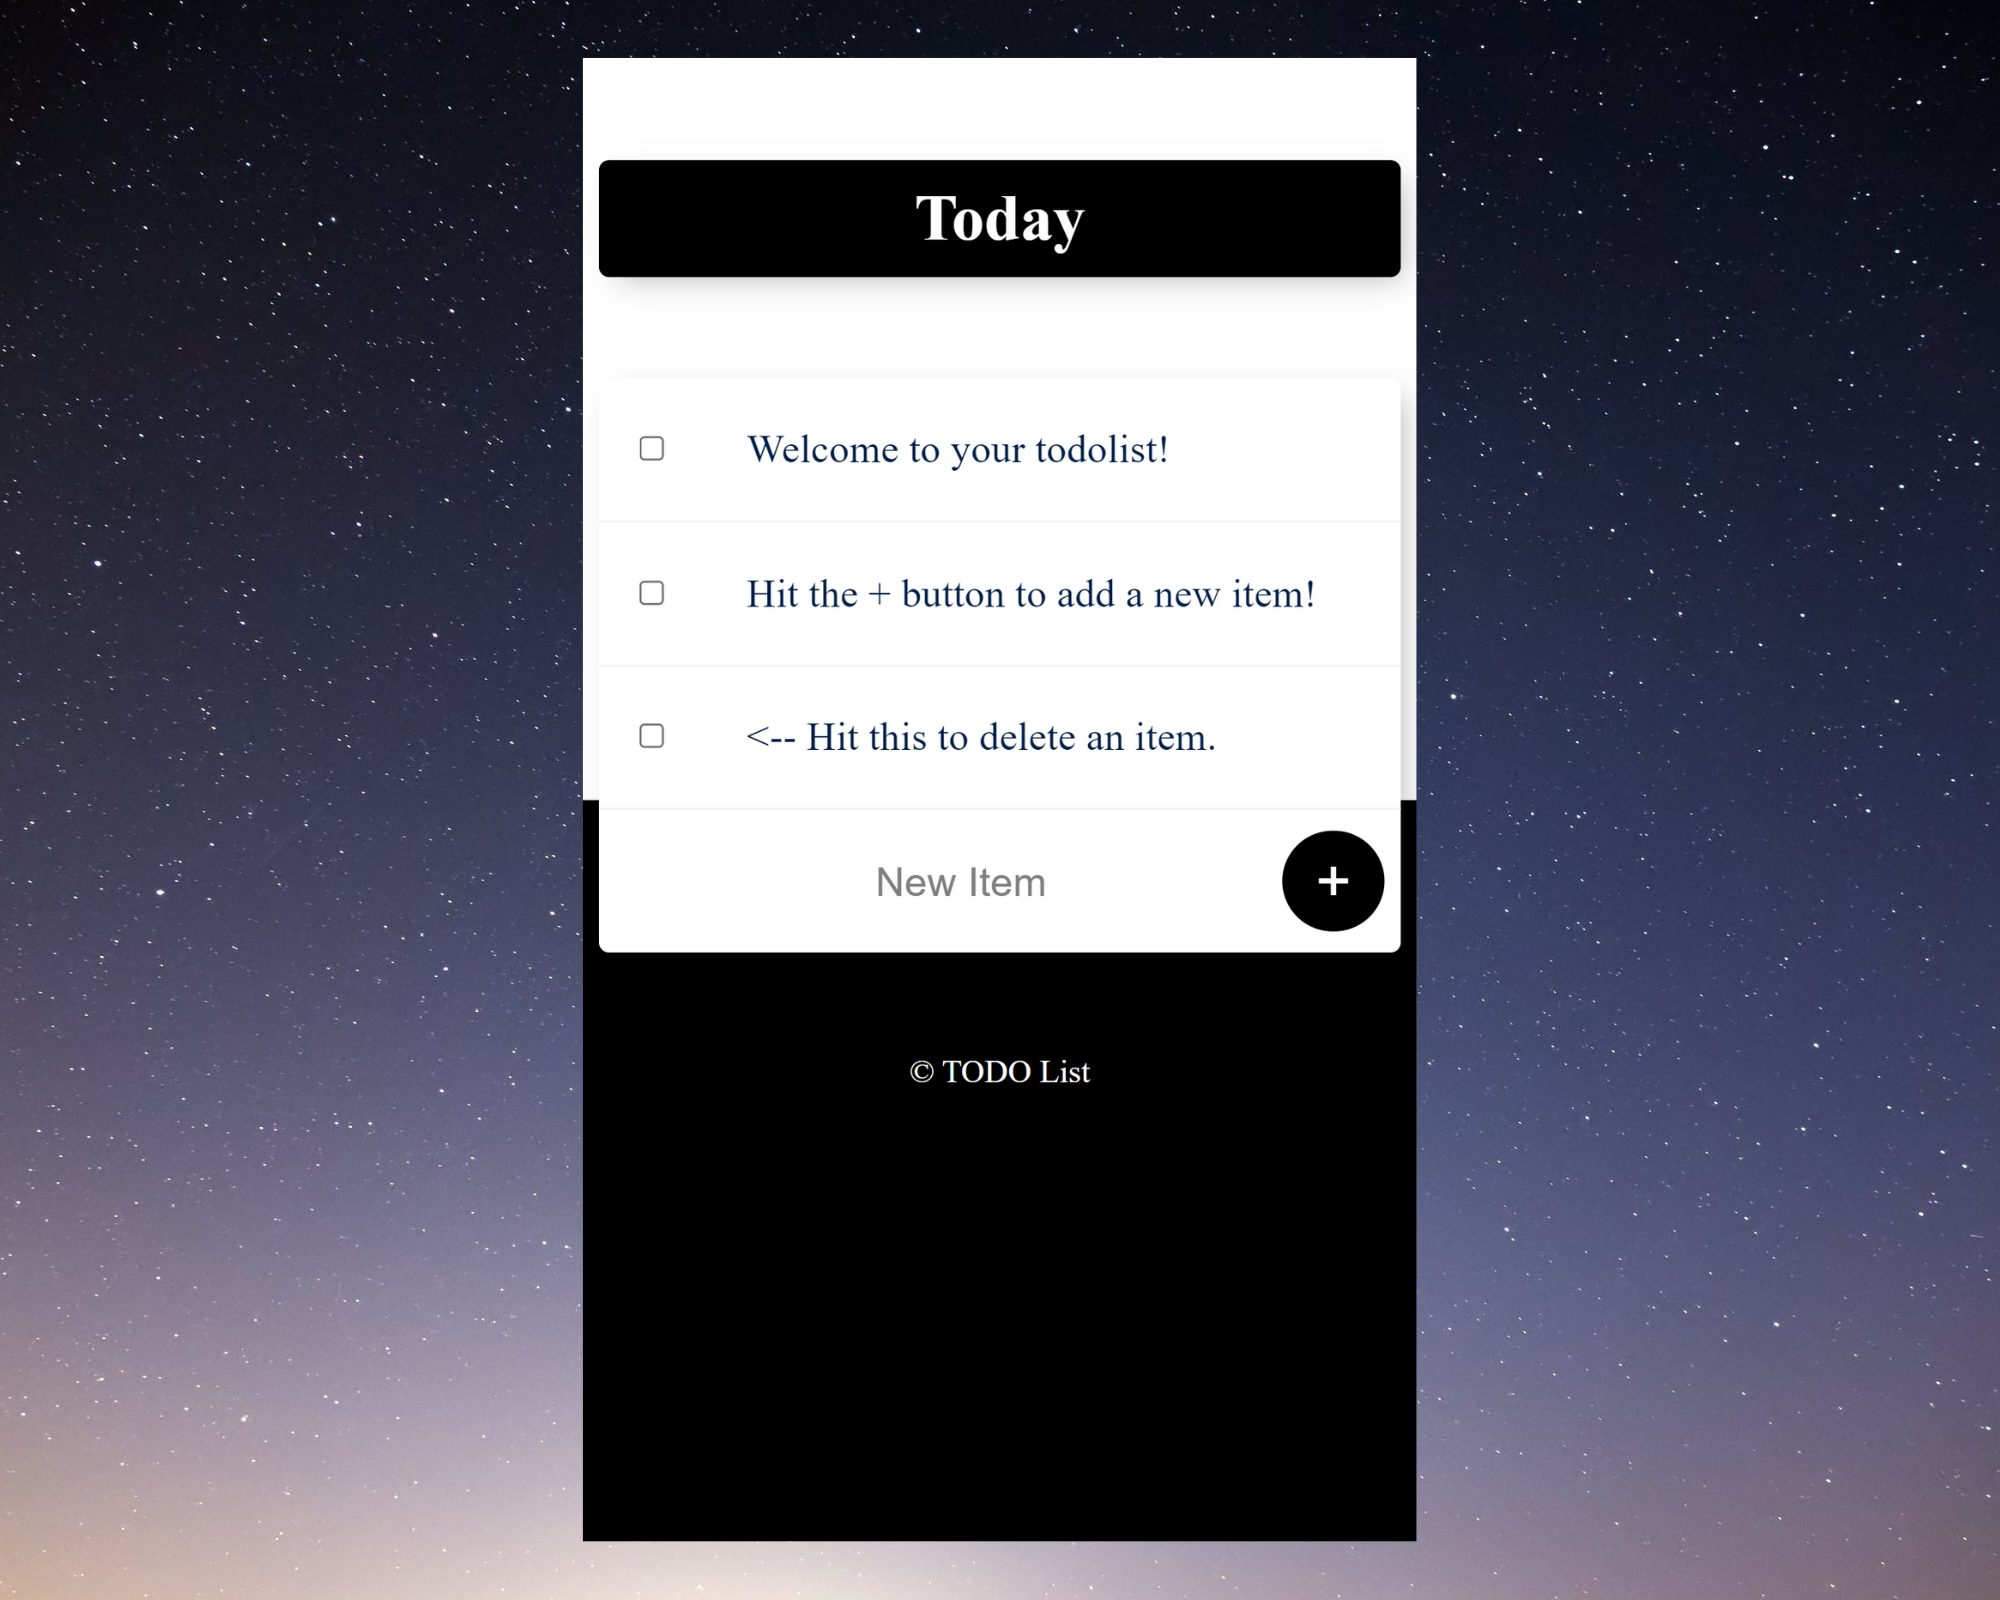 Today
Welcome to your todolist!
Hit the + button to add a new item!
<-- Hit this to delete an item.
New Item +
© TODO List